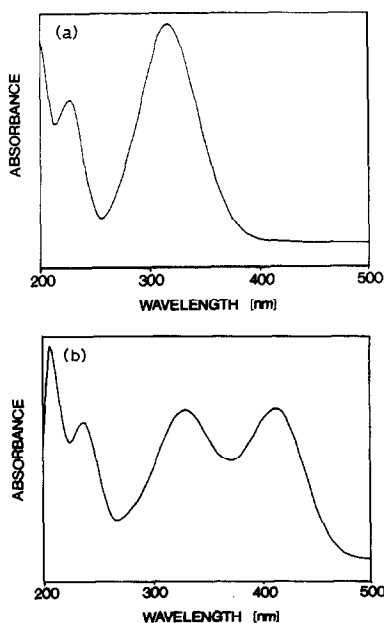 (a)
ABSORBANCE
200 300 400 500
WAVELENGTH [nm]
(b)
ABSORBANCE
200 300 400 500
WAVELENGTH [nm]